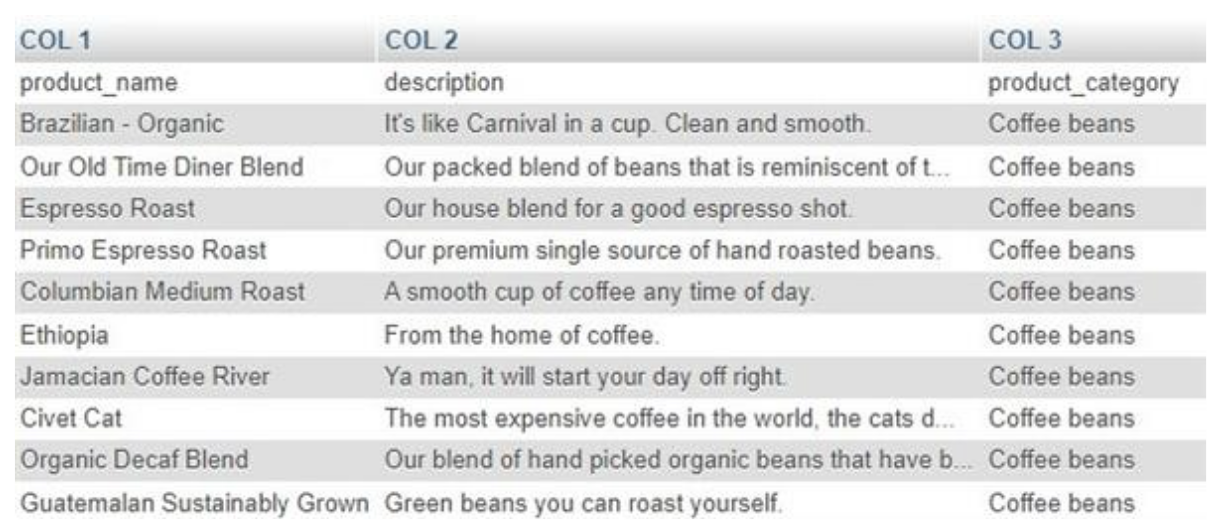 COL 1 COL 2 COL 3
product_name description product_category
Brazilian - Organic It's like Carnival in a cup. Clean and smooth. Coffee beans
Our Old Time Diner Blend Our packed blend of beans that is reminiscent of t... Coffee beans
Espresso Roast Our house blend for a good espresso shot. Coffee beans
Primo Espresso Roast Our premium single source of hand roasted beans. Coffee beans
Columbian Medium Roast A smooth cup of coffee any time of day. Coffee beans
Ethiopia From the home of coffee. Coffee beans
Jamacian Coffee River Ya man, it will start your day off right. Coffee beans
Civet Cat The most expensive coffee in the world, the cats d... Coffee beans
Organic Decaf Blend Our blend of hand picked organic beans that have b... Coffee beans
Guatemalan Sustainably Grown Green beans you can roast yourself. Coffee beans